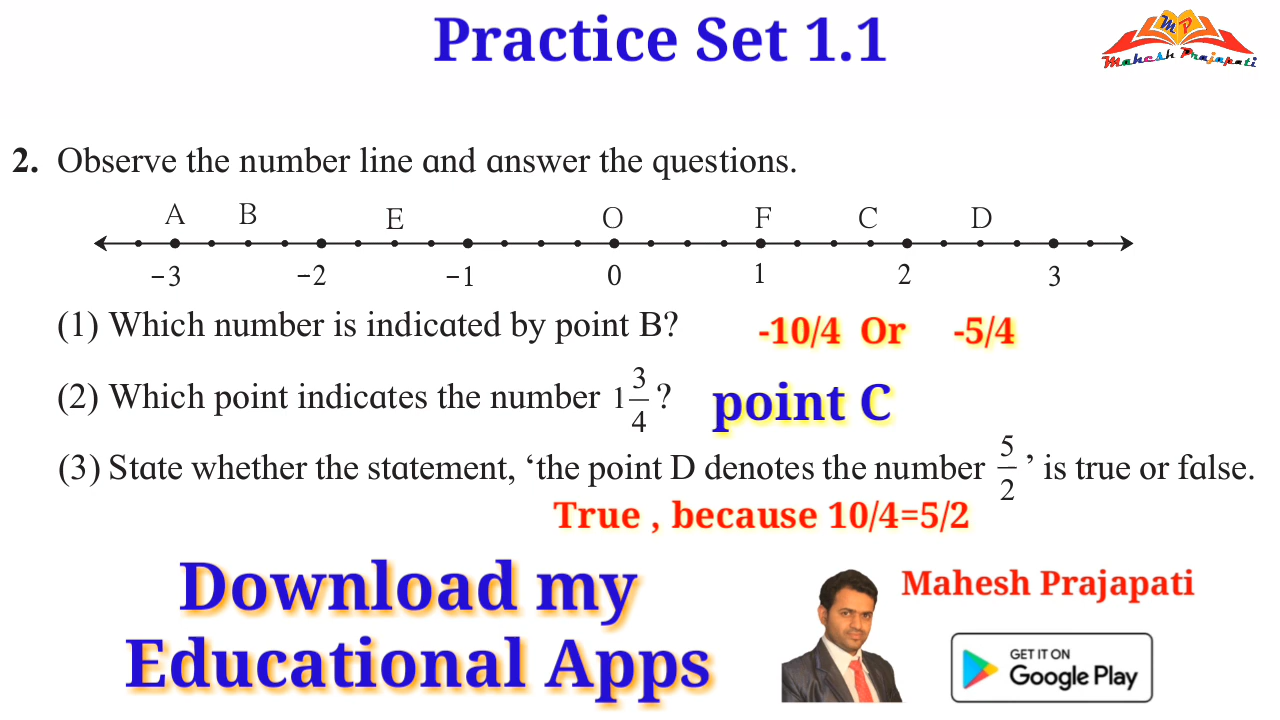 Practice Set 1.1
MP
Mahesh Prajapati
2. Observe the number line and answer the questions.
A B E O F C D
−3 −2 −1 0 1 2 3
(1) Which number is indicated by point B? -10/4 Or -5/4
(2) Which point indicates the number 1 3/4 ? point C
(3) State whether the statement, ‘the point D denotes the number 5/2 ’ is true or false.
True , because 10/4=5/2
Download my
Educational Apps
Mahesh Prajapati
GET IT ON
Google Play